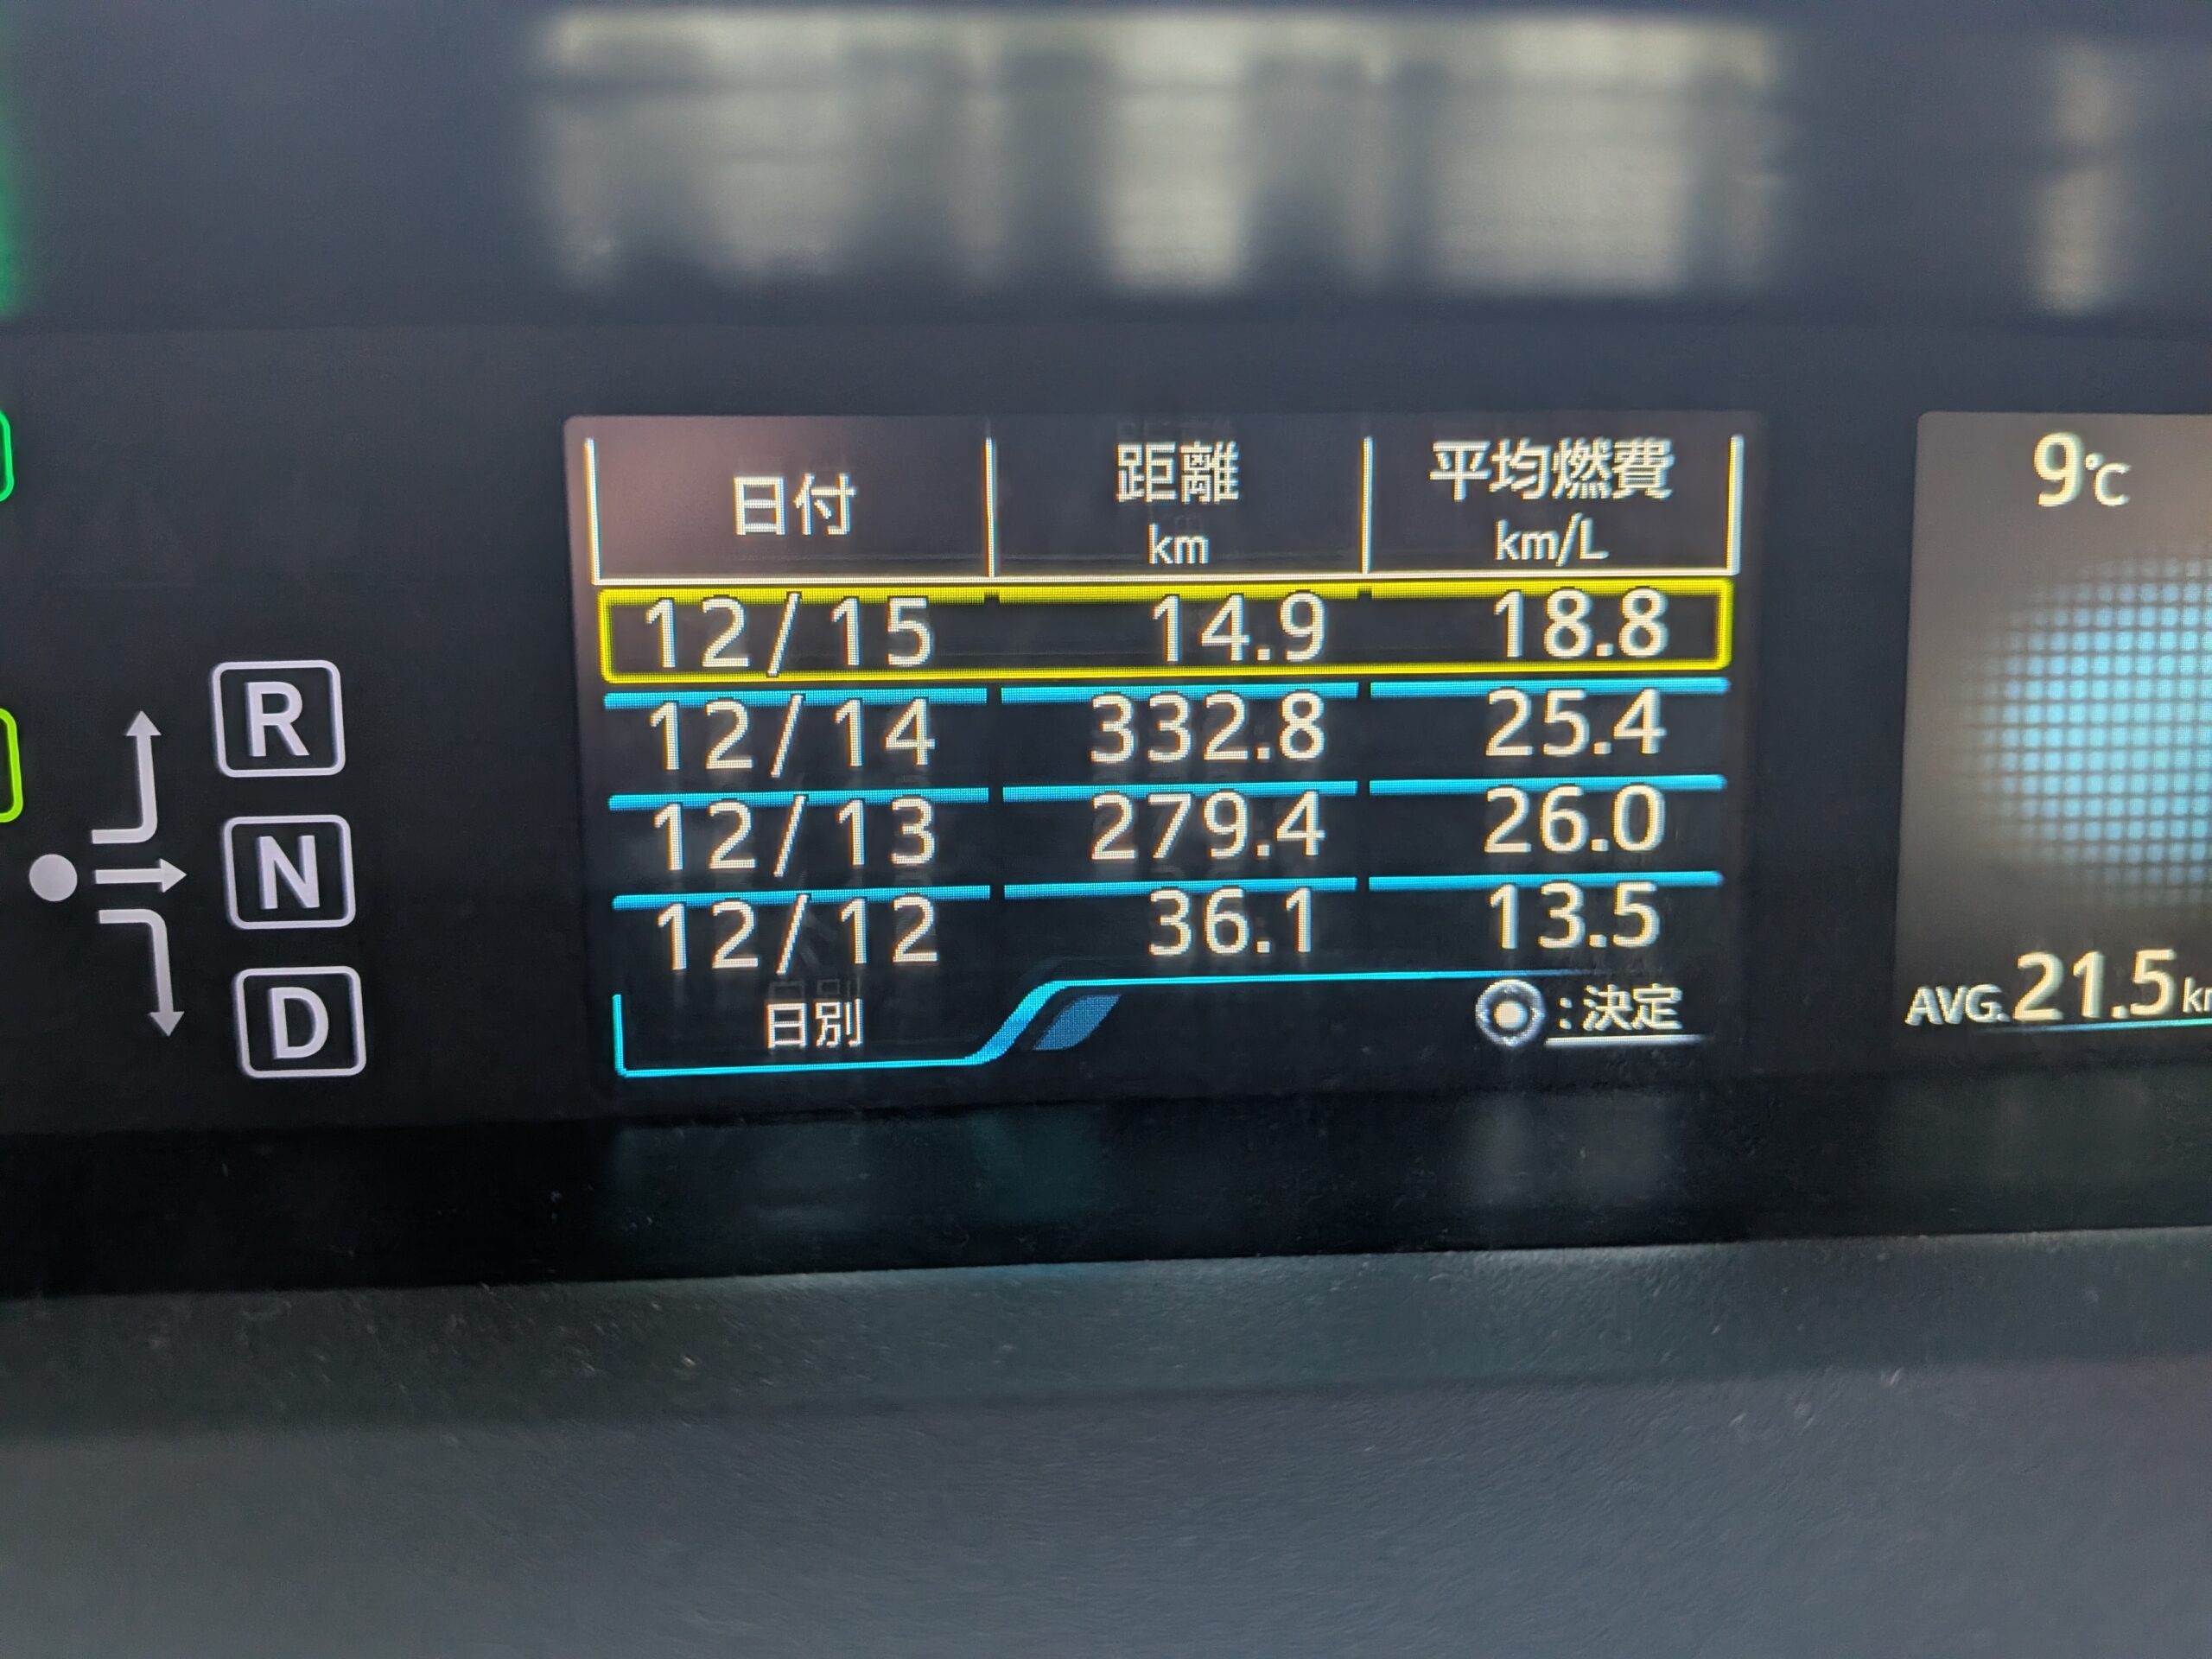 日付 距離 平均燃費
km km/L
12/15 14.9 18.8
12/14 332.8 25.4
12/13 279.4 26.0
12/12 36.1 13.5
日別 :決定
R
N
D
9℃
AVG. 21.5